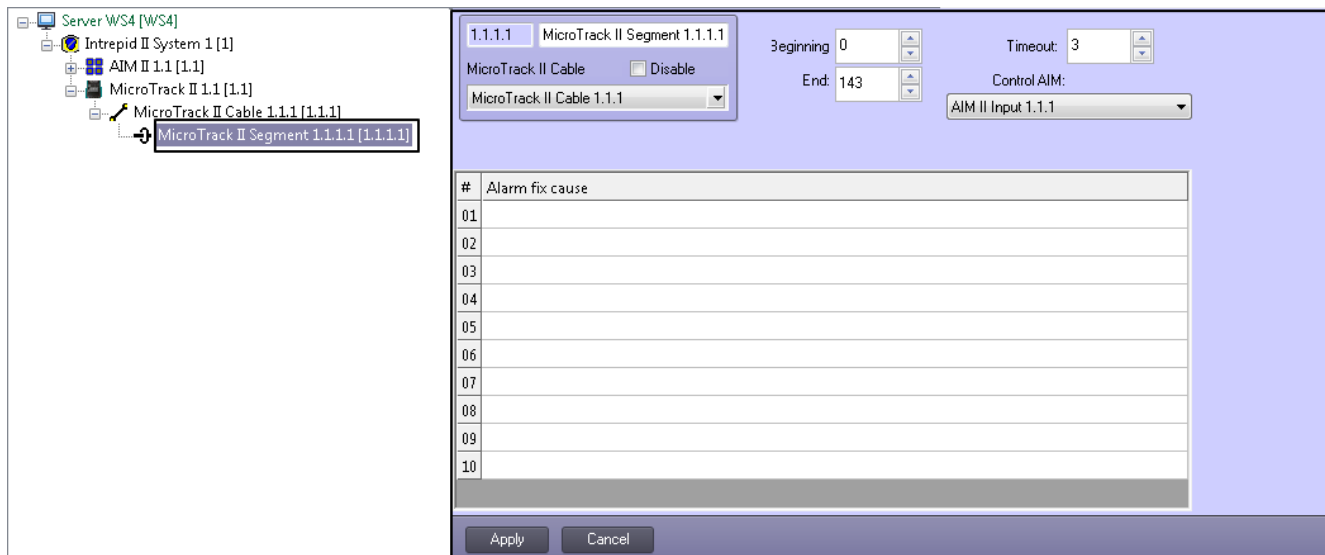 Server WS4 [WS4]
Intrepid II System 1 [1]
AIM II 1.1 [1.1]
MicroTrack II 1.1 [1.1]
MicroTrack II Cable 1.1.1 [1.1.1]
MicroTrack II Segment 1.1.1.1 [1.1.1.1]
1.1.1.1 MicroTrack II Segment 1.1.1.1
MicroTrack II Cable Disable
MicroTrack II Cable 1.1.1
Beginning 0
End: 143
Timeout: 3
Control AIM:
AIM II Input 1.1.1
# Alarm fix cause
01
02
03
04
05
06
07
08
09
10
Apply Cancel